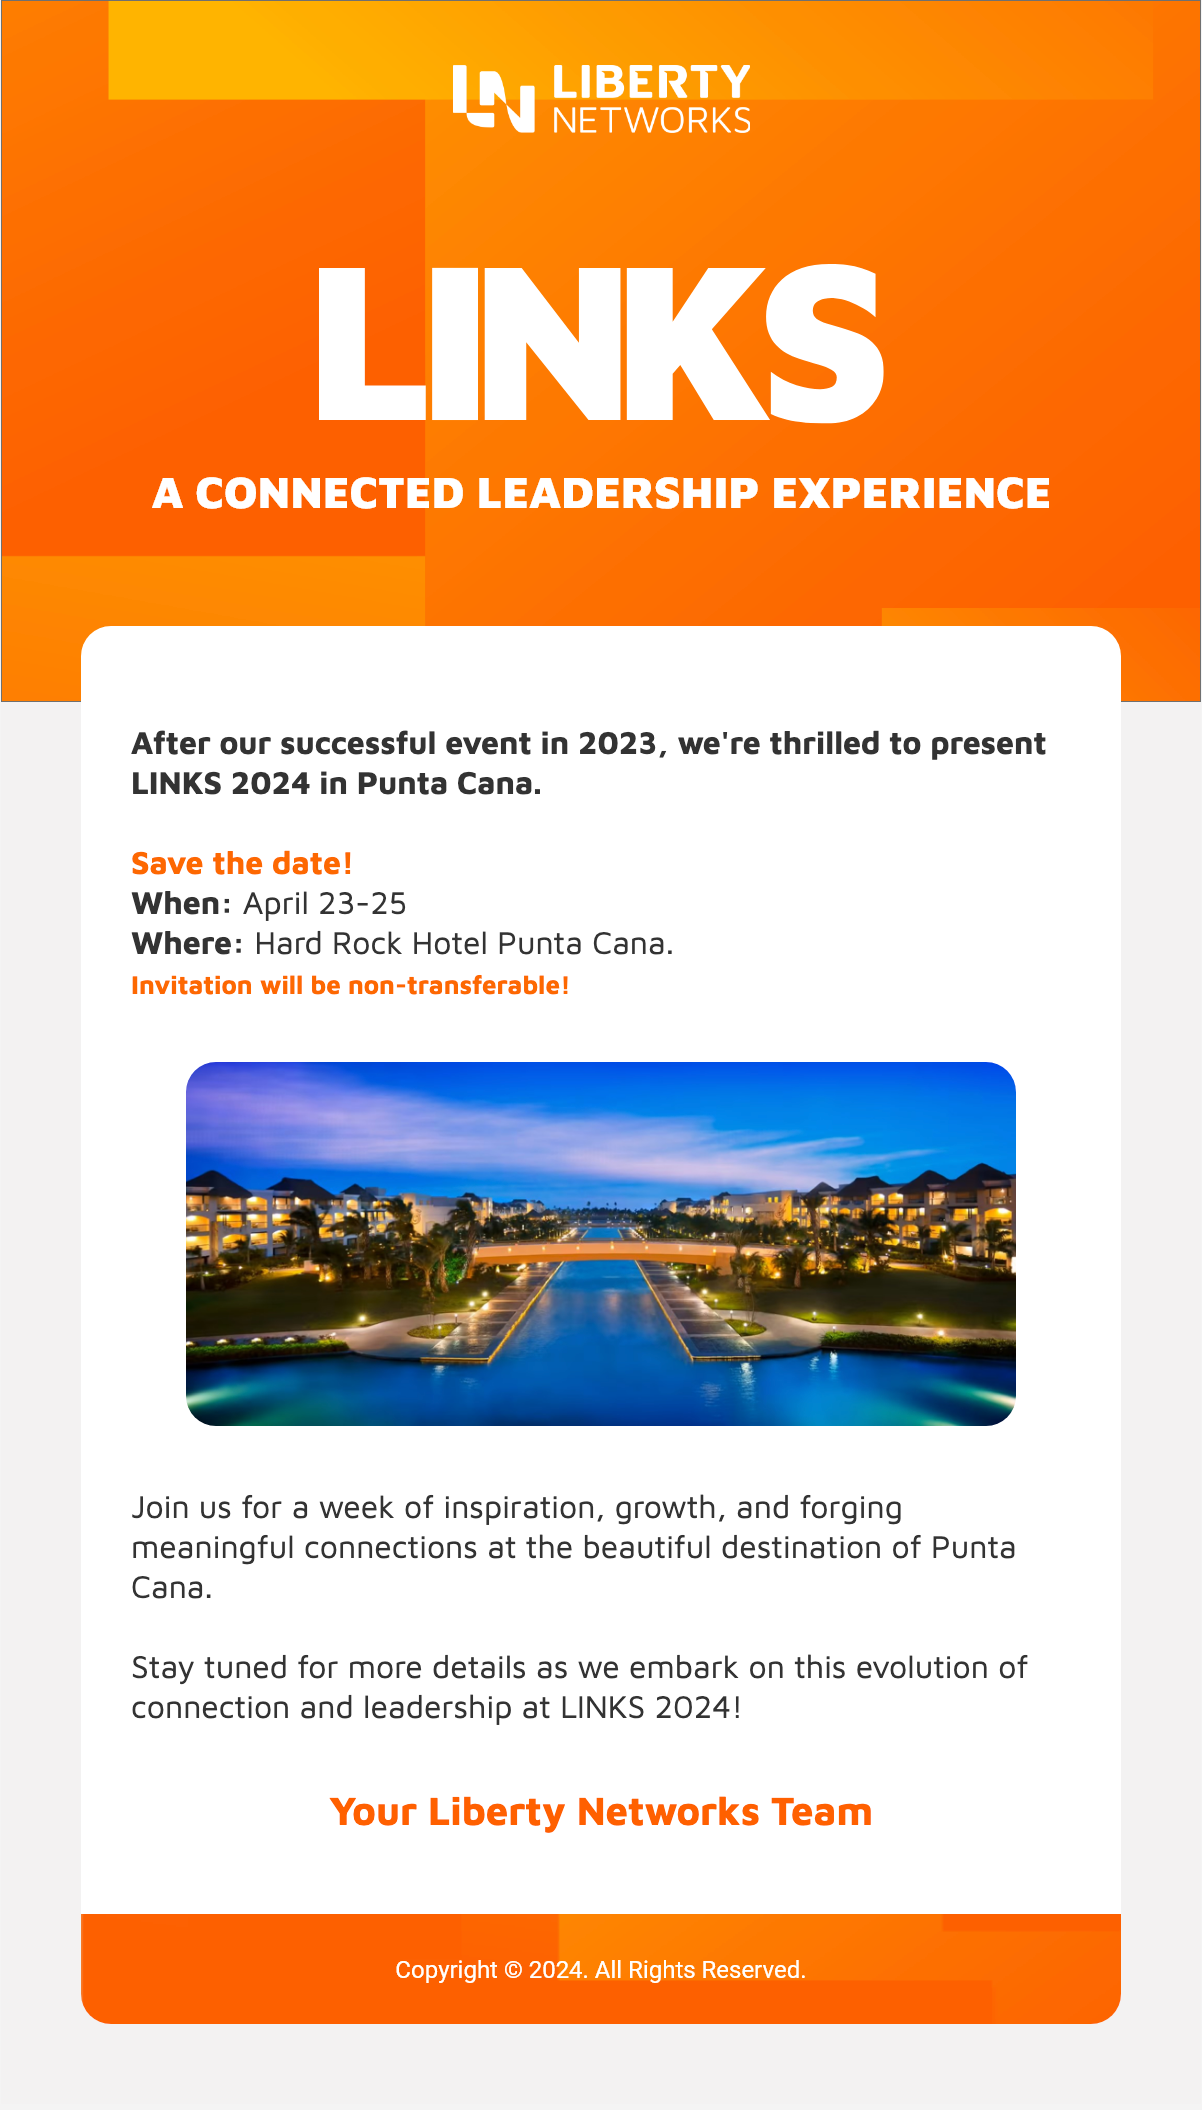 LIBERTY
NETWORKS
LINKS
A CONNECTED LEADERSHIP EXPERIENCE
After our successful event in 2023, we're thrilled to present
LINKS 2024 in Punta Cana.
Save the date!
When: April 23-25
Where: Hard Rock Hotel Punta Cana.
Invitation will be non-transferable!
Join us for a week of inspiration, growth, and forging
meaningful connections at the beautiful destination of Punta
Cana.
Stay tuned for more details as we embark on this evolution of
connection and leadership at LINKS 2024!
Your Liberty Networks Team
Copyright © 2024. All Rights Reserved.